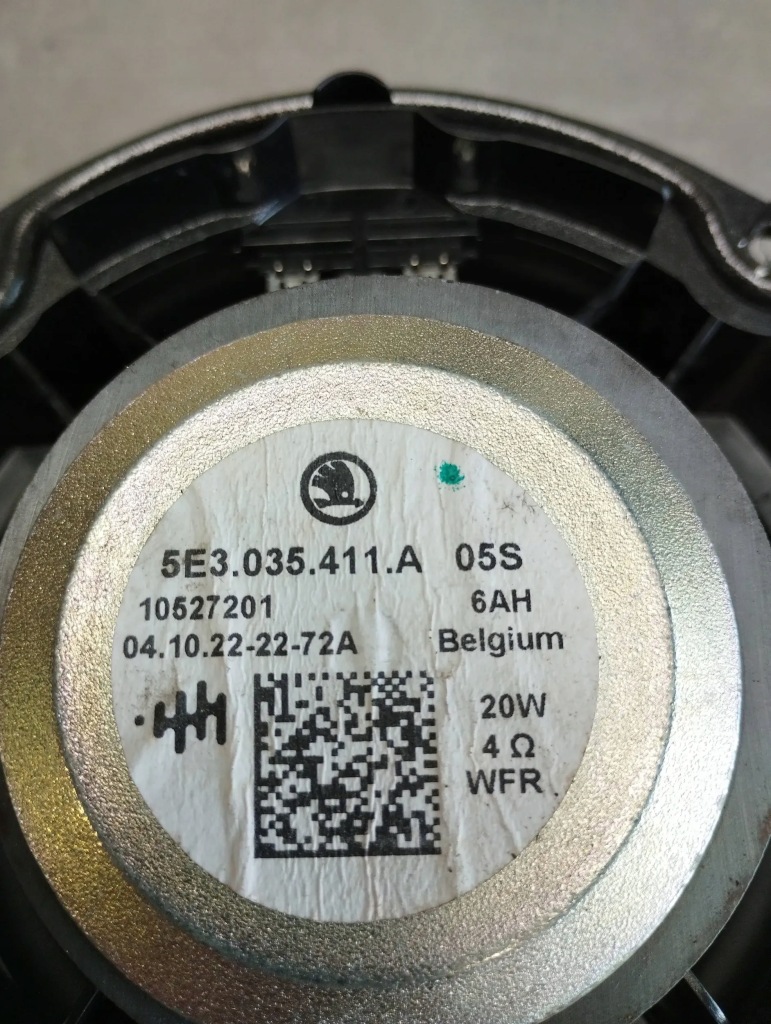 5E3.035.411.A 05S
10527201 6AH
04.10.22-22-72A Belgium
20W
4 Ω
WFR